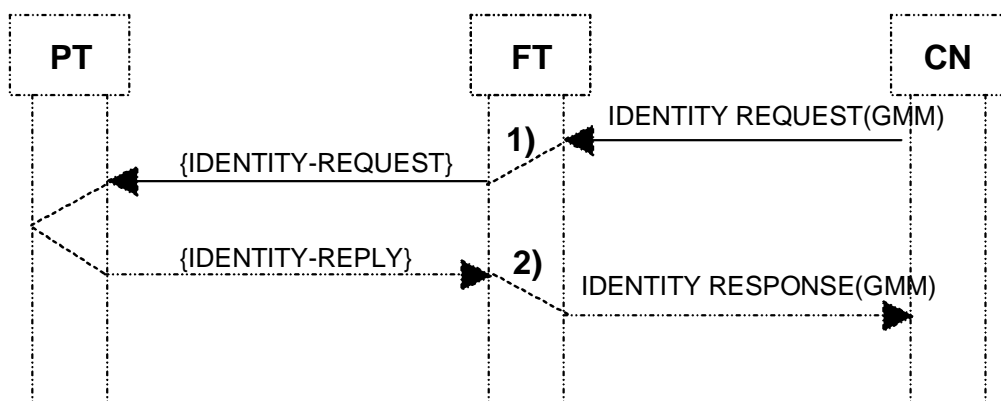 PT FT CN
IDENTITY REQUEST(GMM)
1)
{IDENTITY-REQUEST}
{IDENTITY-REPLY}
2)
IDENTITY RESPONSE(GMM)